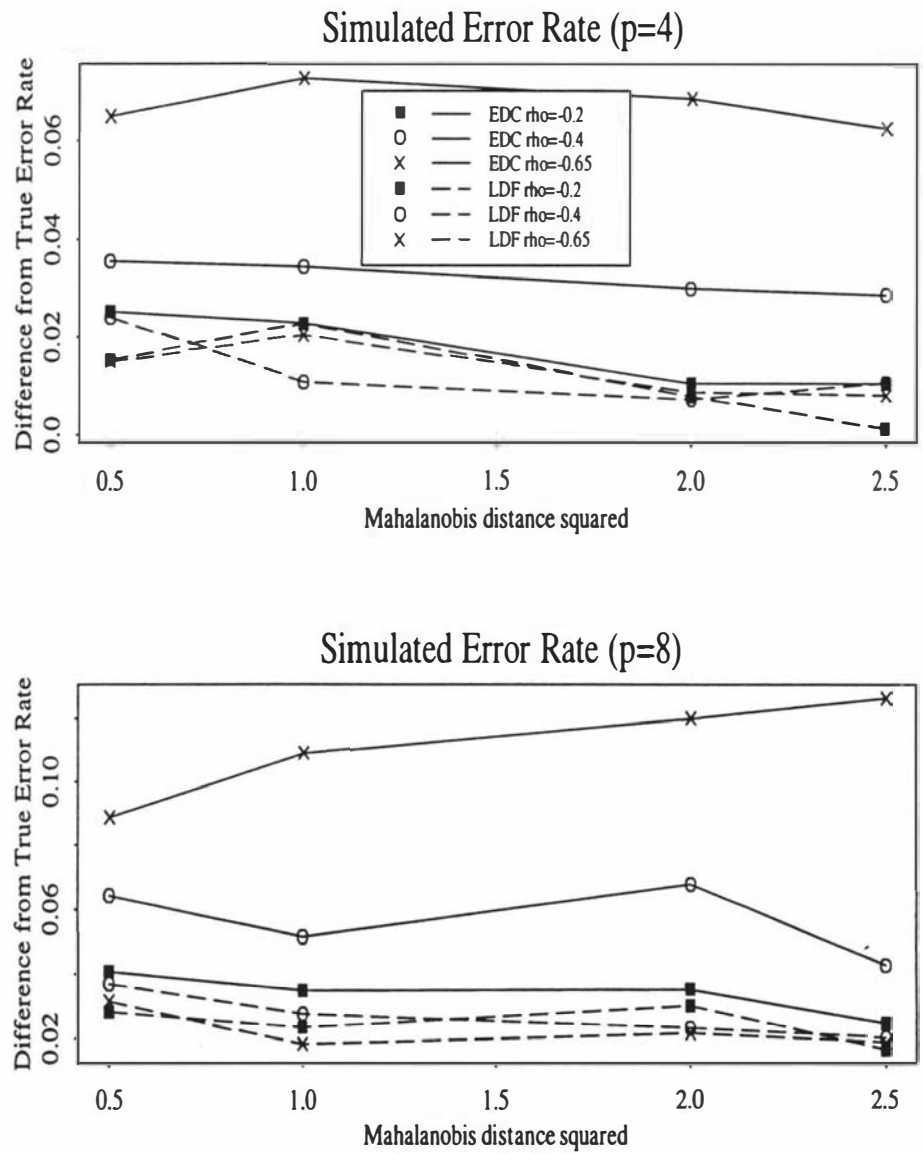 Simulated Error Rate (p=4)
Difference from True Error Rate
0.06
0.04
0.02
0.0
EDC rho=-0.2
EDC rho=-0.4
EDC rho=-0.65
LDF rho=-0.2
LDF rho=-0.4
LDF rho=-0.65
0.5 1.0 1.5 2.0 2.5
Mahalanobis distance squared
Simulated Error Rate (p=8)
Difference from True Error Rate
0.10
0.06
0.02
0.5 1.0 1.5 2.0 2.5
Mahalanobis distance squared